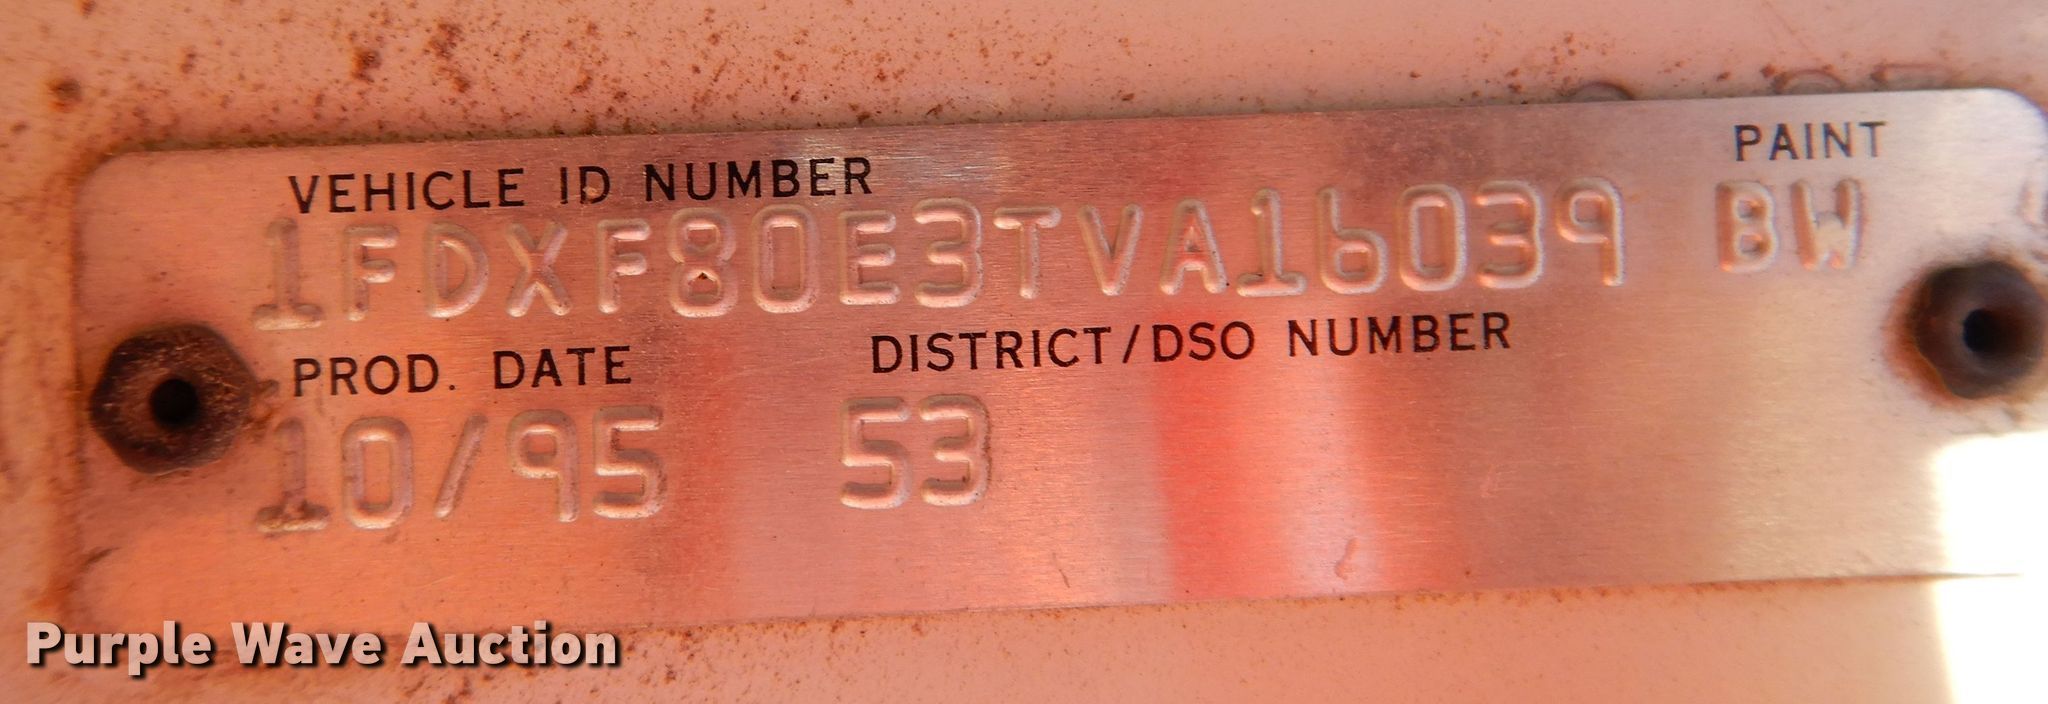 VEHICLE ID NUMBER PAINT
1FDXF80E3TVA16039 BW
PROD. DATE DISTRICT/DSO NUMBER
10/95 53
Purple Wave Auction